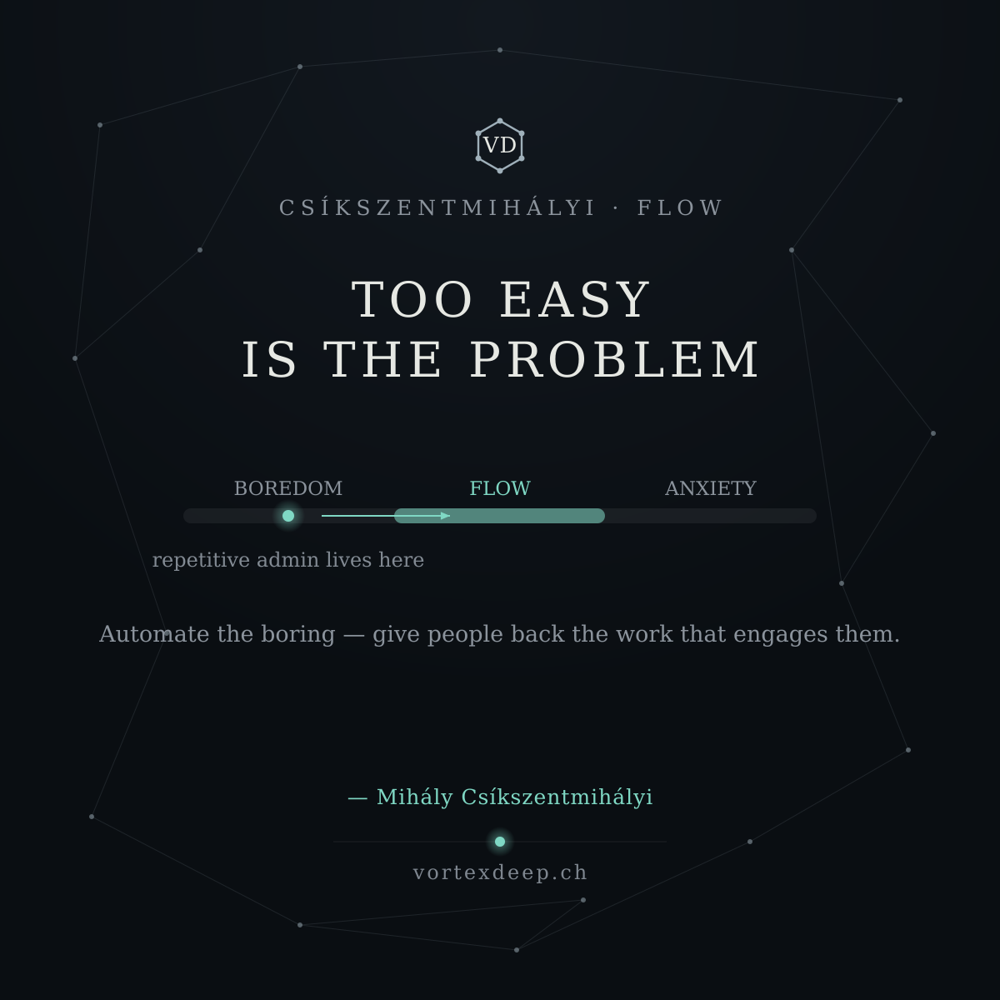 VD
CSÍKSZENTMIHÁLYI · FLOW
TOO EASY
IS THE PROBLEM
BOREDOM FLOW ANXIETY
repetitive admin lives here
Automate the boring — give people back the work that engages them.
— Mihály Csíkszentmihályi
vortexdeep.ch